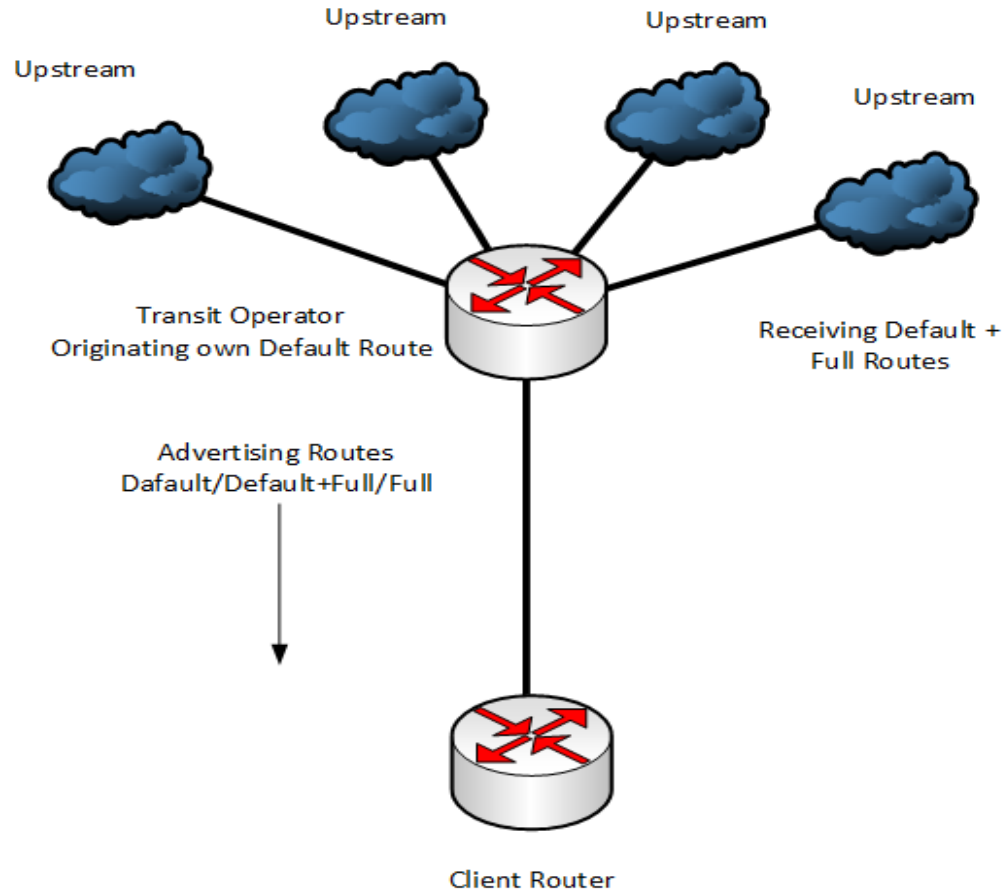 Upstream
Upstream
Upstream
Upstream
Transit Operator
Originating own Default Route
Receiving Default +
Full Routes
Advertising Routes
Dafault/Default+Full/Full
Client Router